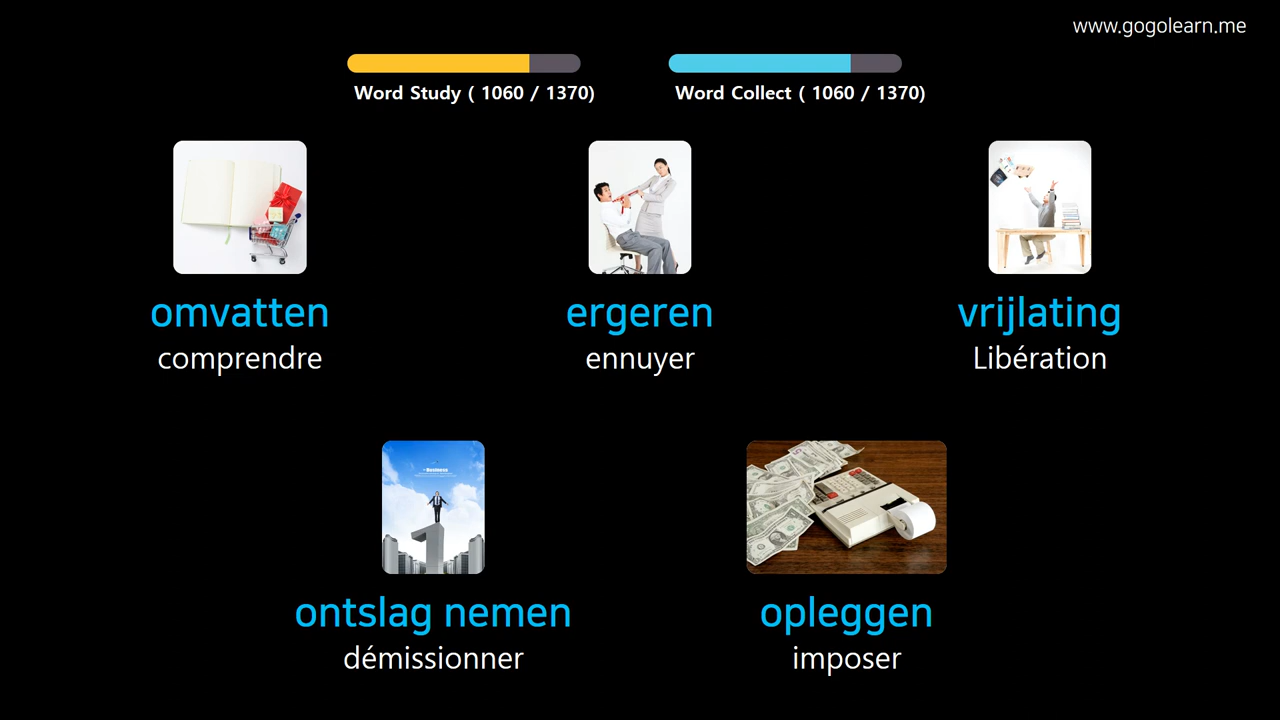 www.gogolearn.me
Word Study ( 1060 / 1370)
Word Collect ( 1060 / 1370)
omvatten
comprendre
ergeren
ennuyer
vrijlating
Libération
Business
ontslag nemen
démissionner
opleggen
imposer